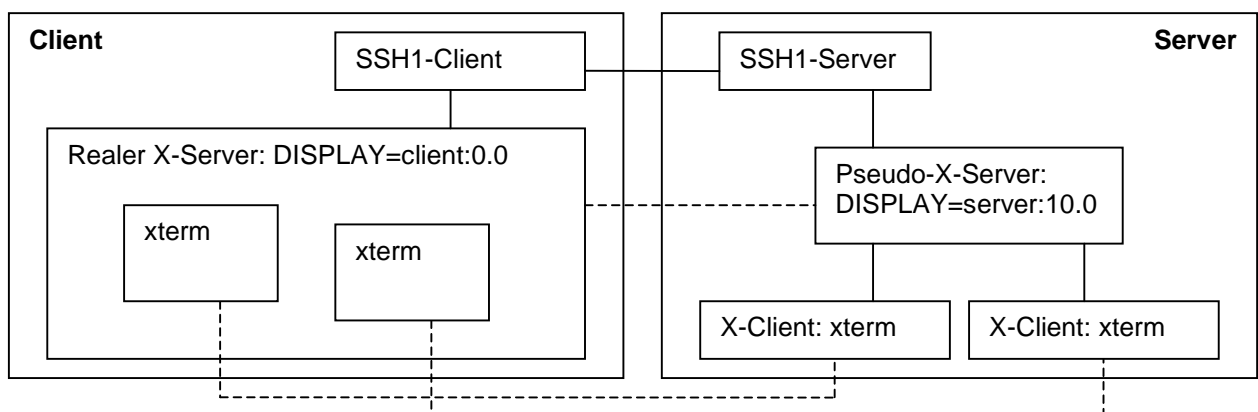 Client
SSH1-Client
Realer X-Server: DISPLAY=client:0.0
xterm
xterm
Server
SSH1-Server
Pseudo-X-Server:
DISPLAY=server:10.0
X-Client: xterm
X-Client: xterm